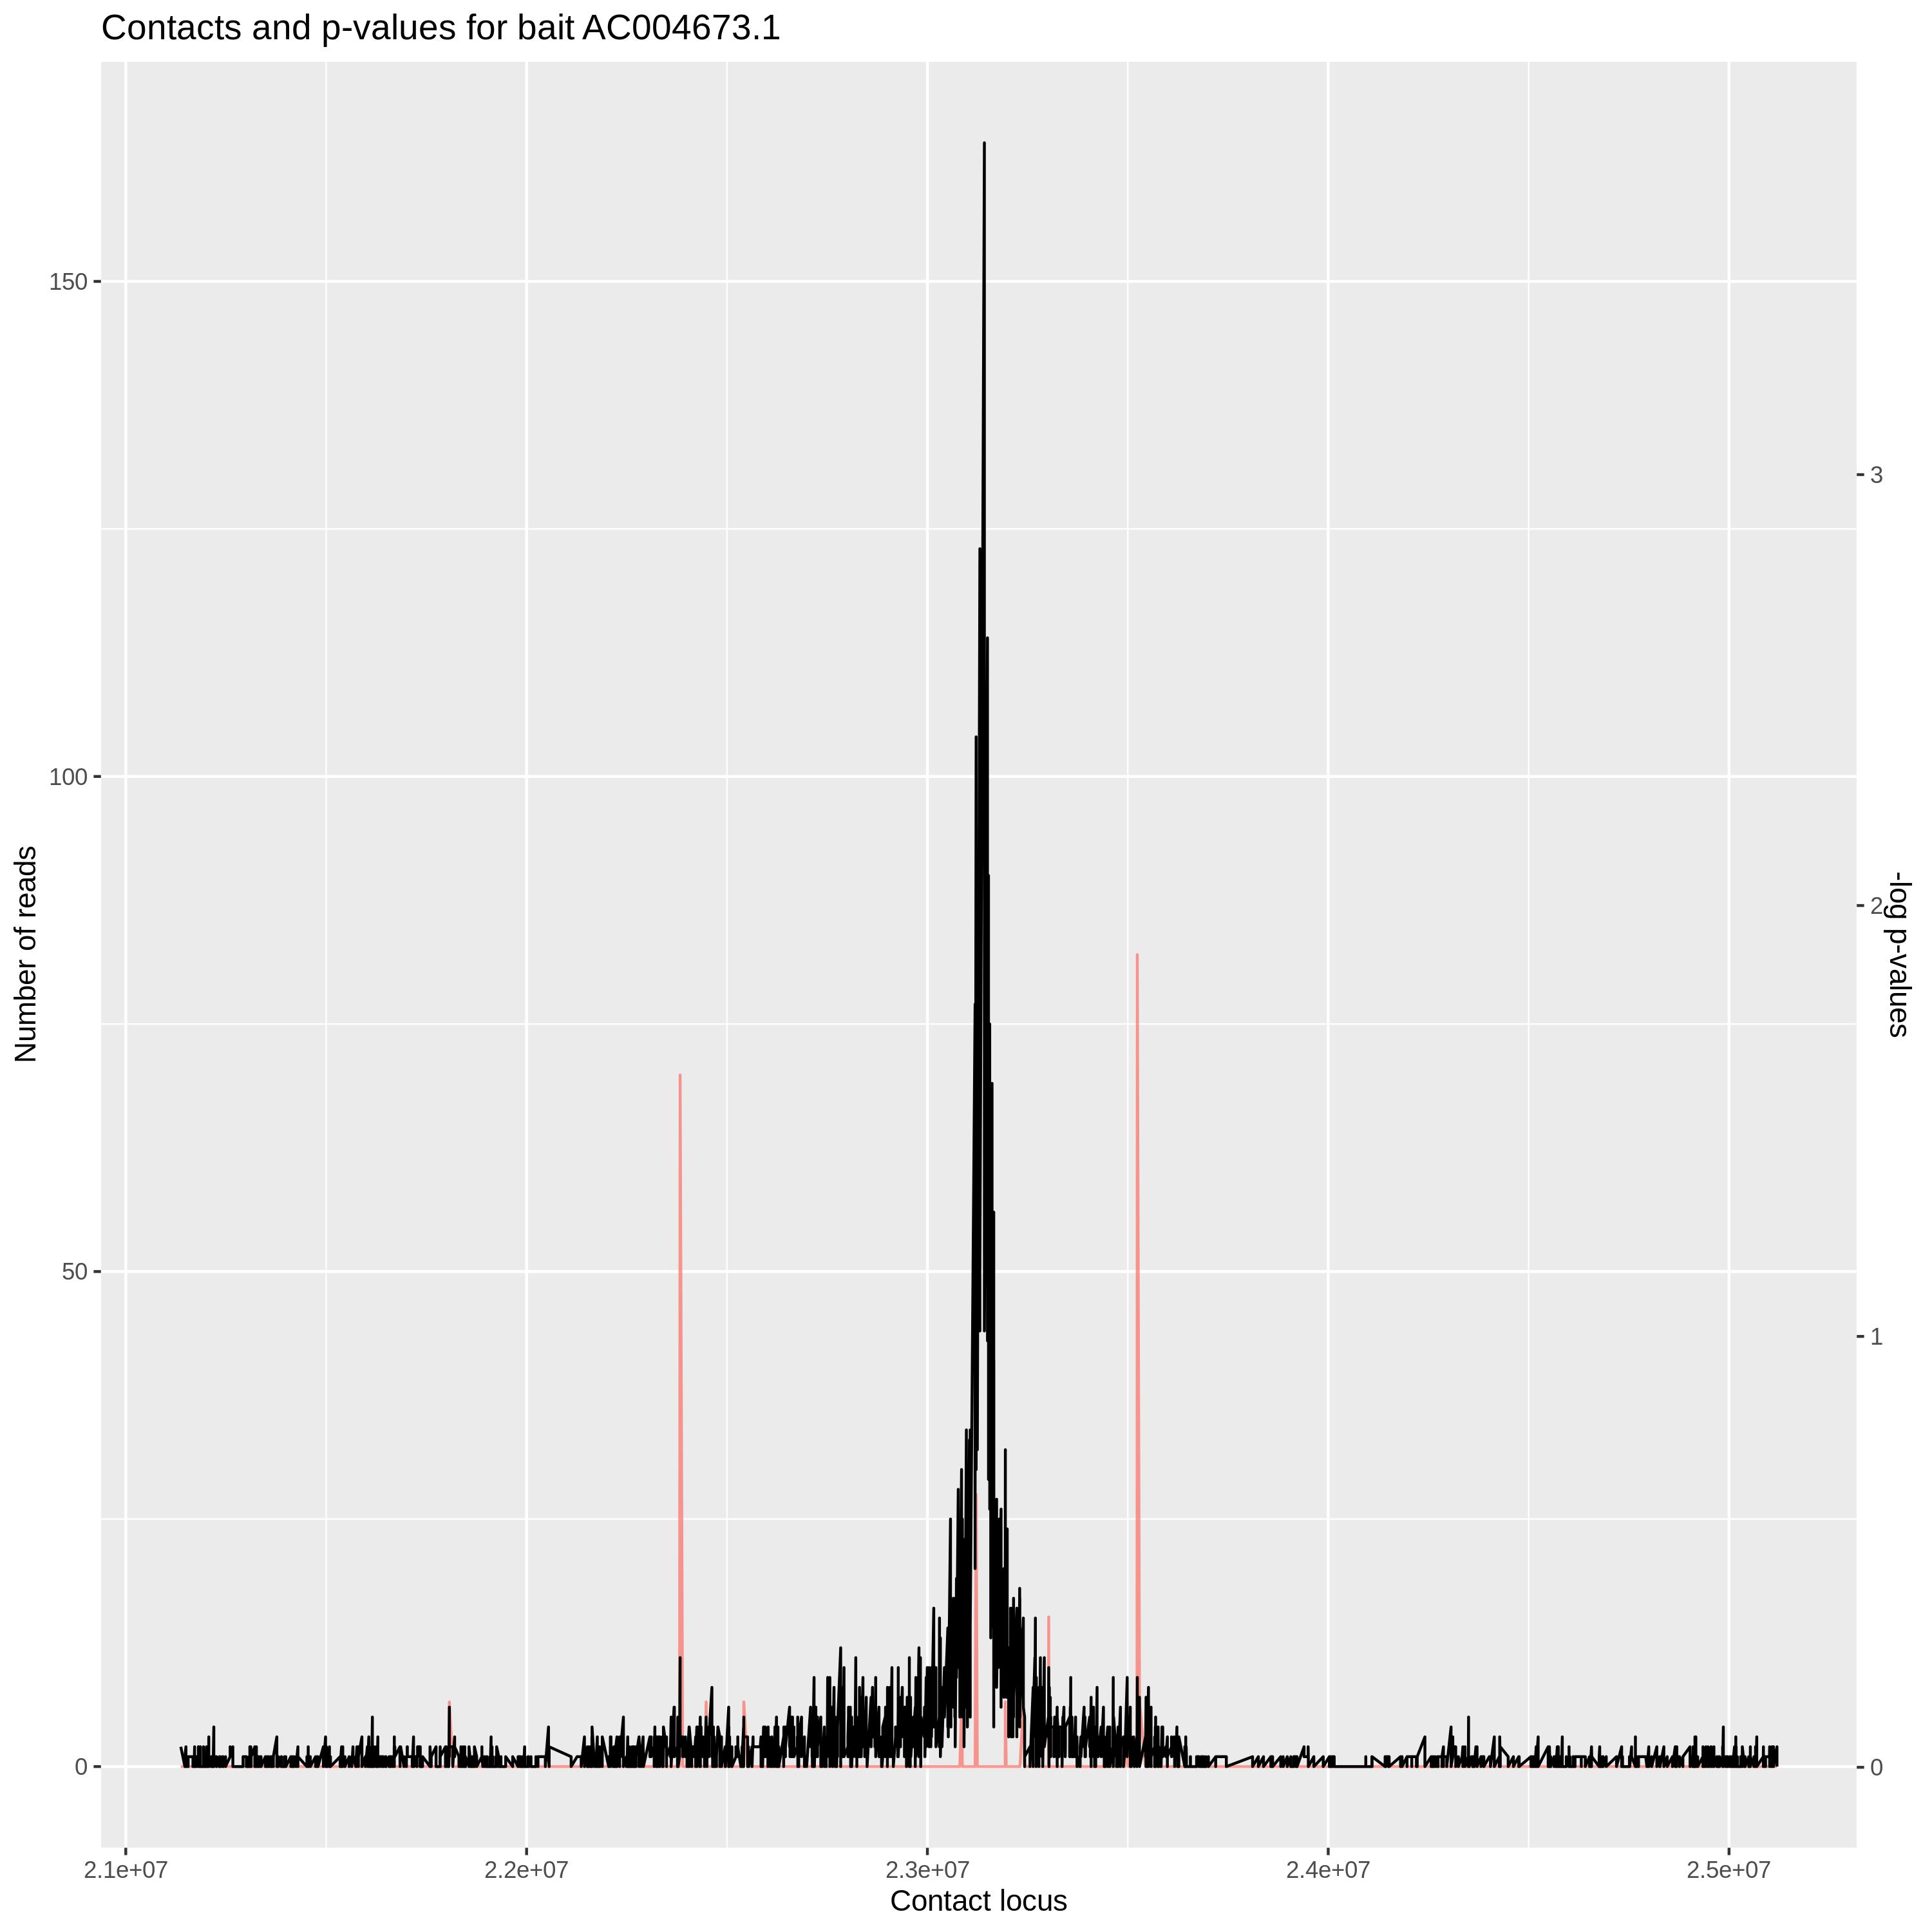 Contacts and p-values for bait AC004673.1
150
100
50
0
Number of reads
3
2
1
0
-log p-values
2.1e+07
2.2e+07
2.3e+07
2.4e+07
2.5e+07
Contact locus